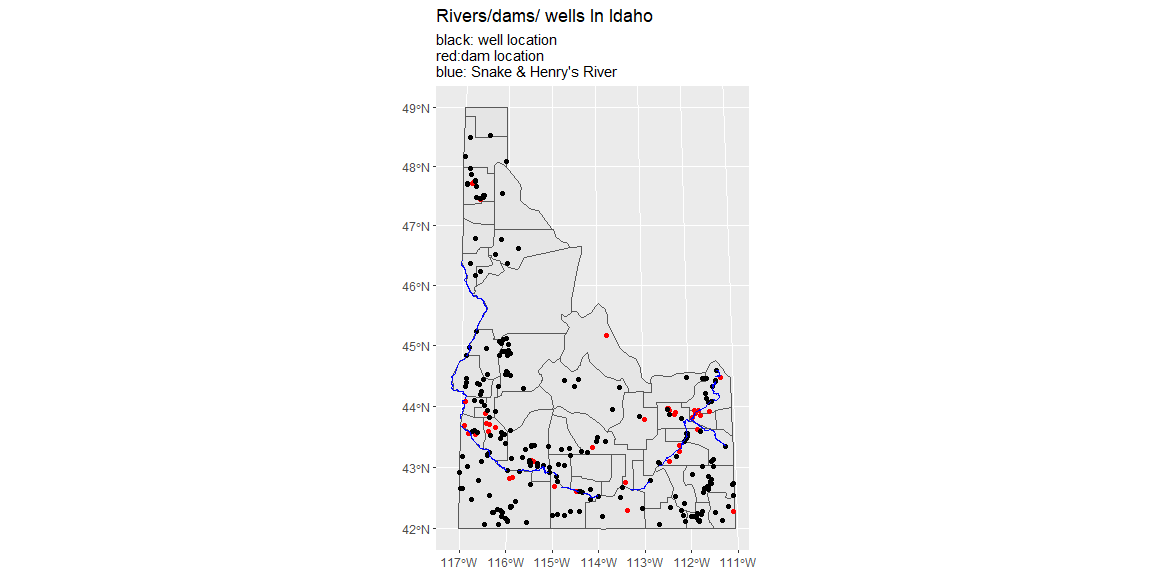 Rivers/dams/ wells In Idaho
black: well location
red:dam location
blue: Snake & Henry's River
49°N
48°N
47°N
46°N
45°N
44°N
43°N
42°N
117°W 116°W 115°W 114°W 113°W 112°W 111°W